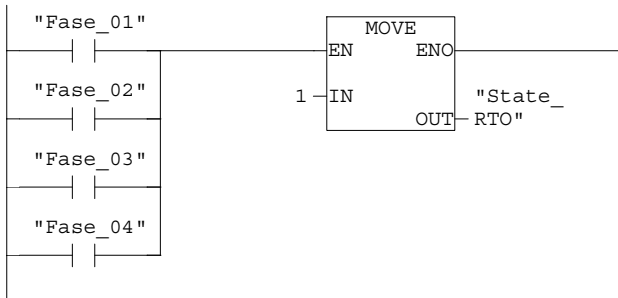 "Fase_01"
MOVE
EN ENO
"Fase_02"
1 IN "State_
OUT RTO"
"Fase_03"
"Fase_04"